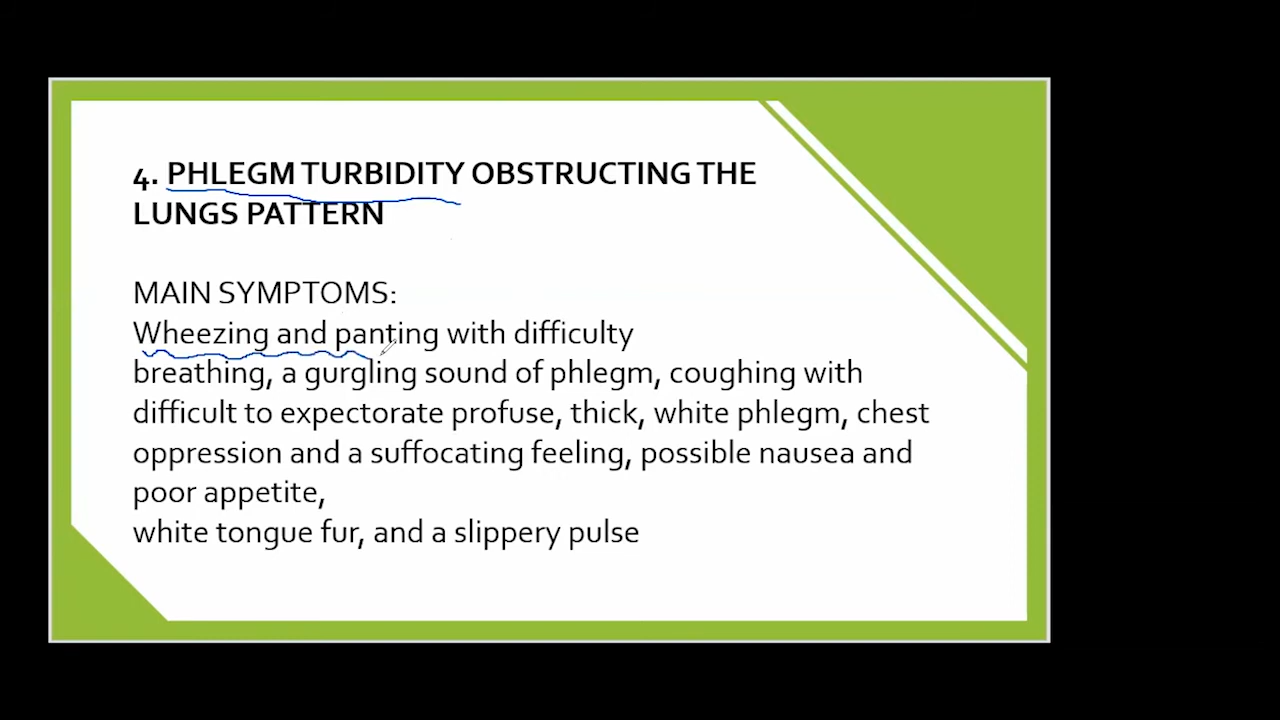 4. PHLEGM TURBIDITY OBSTRUCTING THE
LUNGS PATTERN
MAIN SYMPTOMS:
Wheezing and panting with difficulty
breathing, a gurgling sound of phlegm, coughing with
difficult to expectorate profuse, thick, white phlegm, chest
oppression and a suffocating feeling, possible nausea and
poor appetite,
white tongue fur, and a slippery pulse